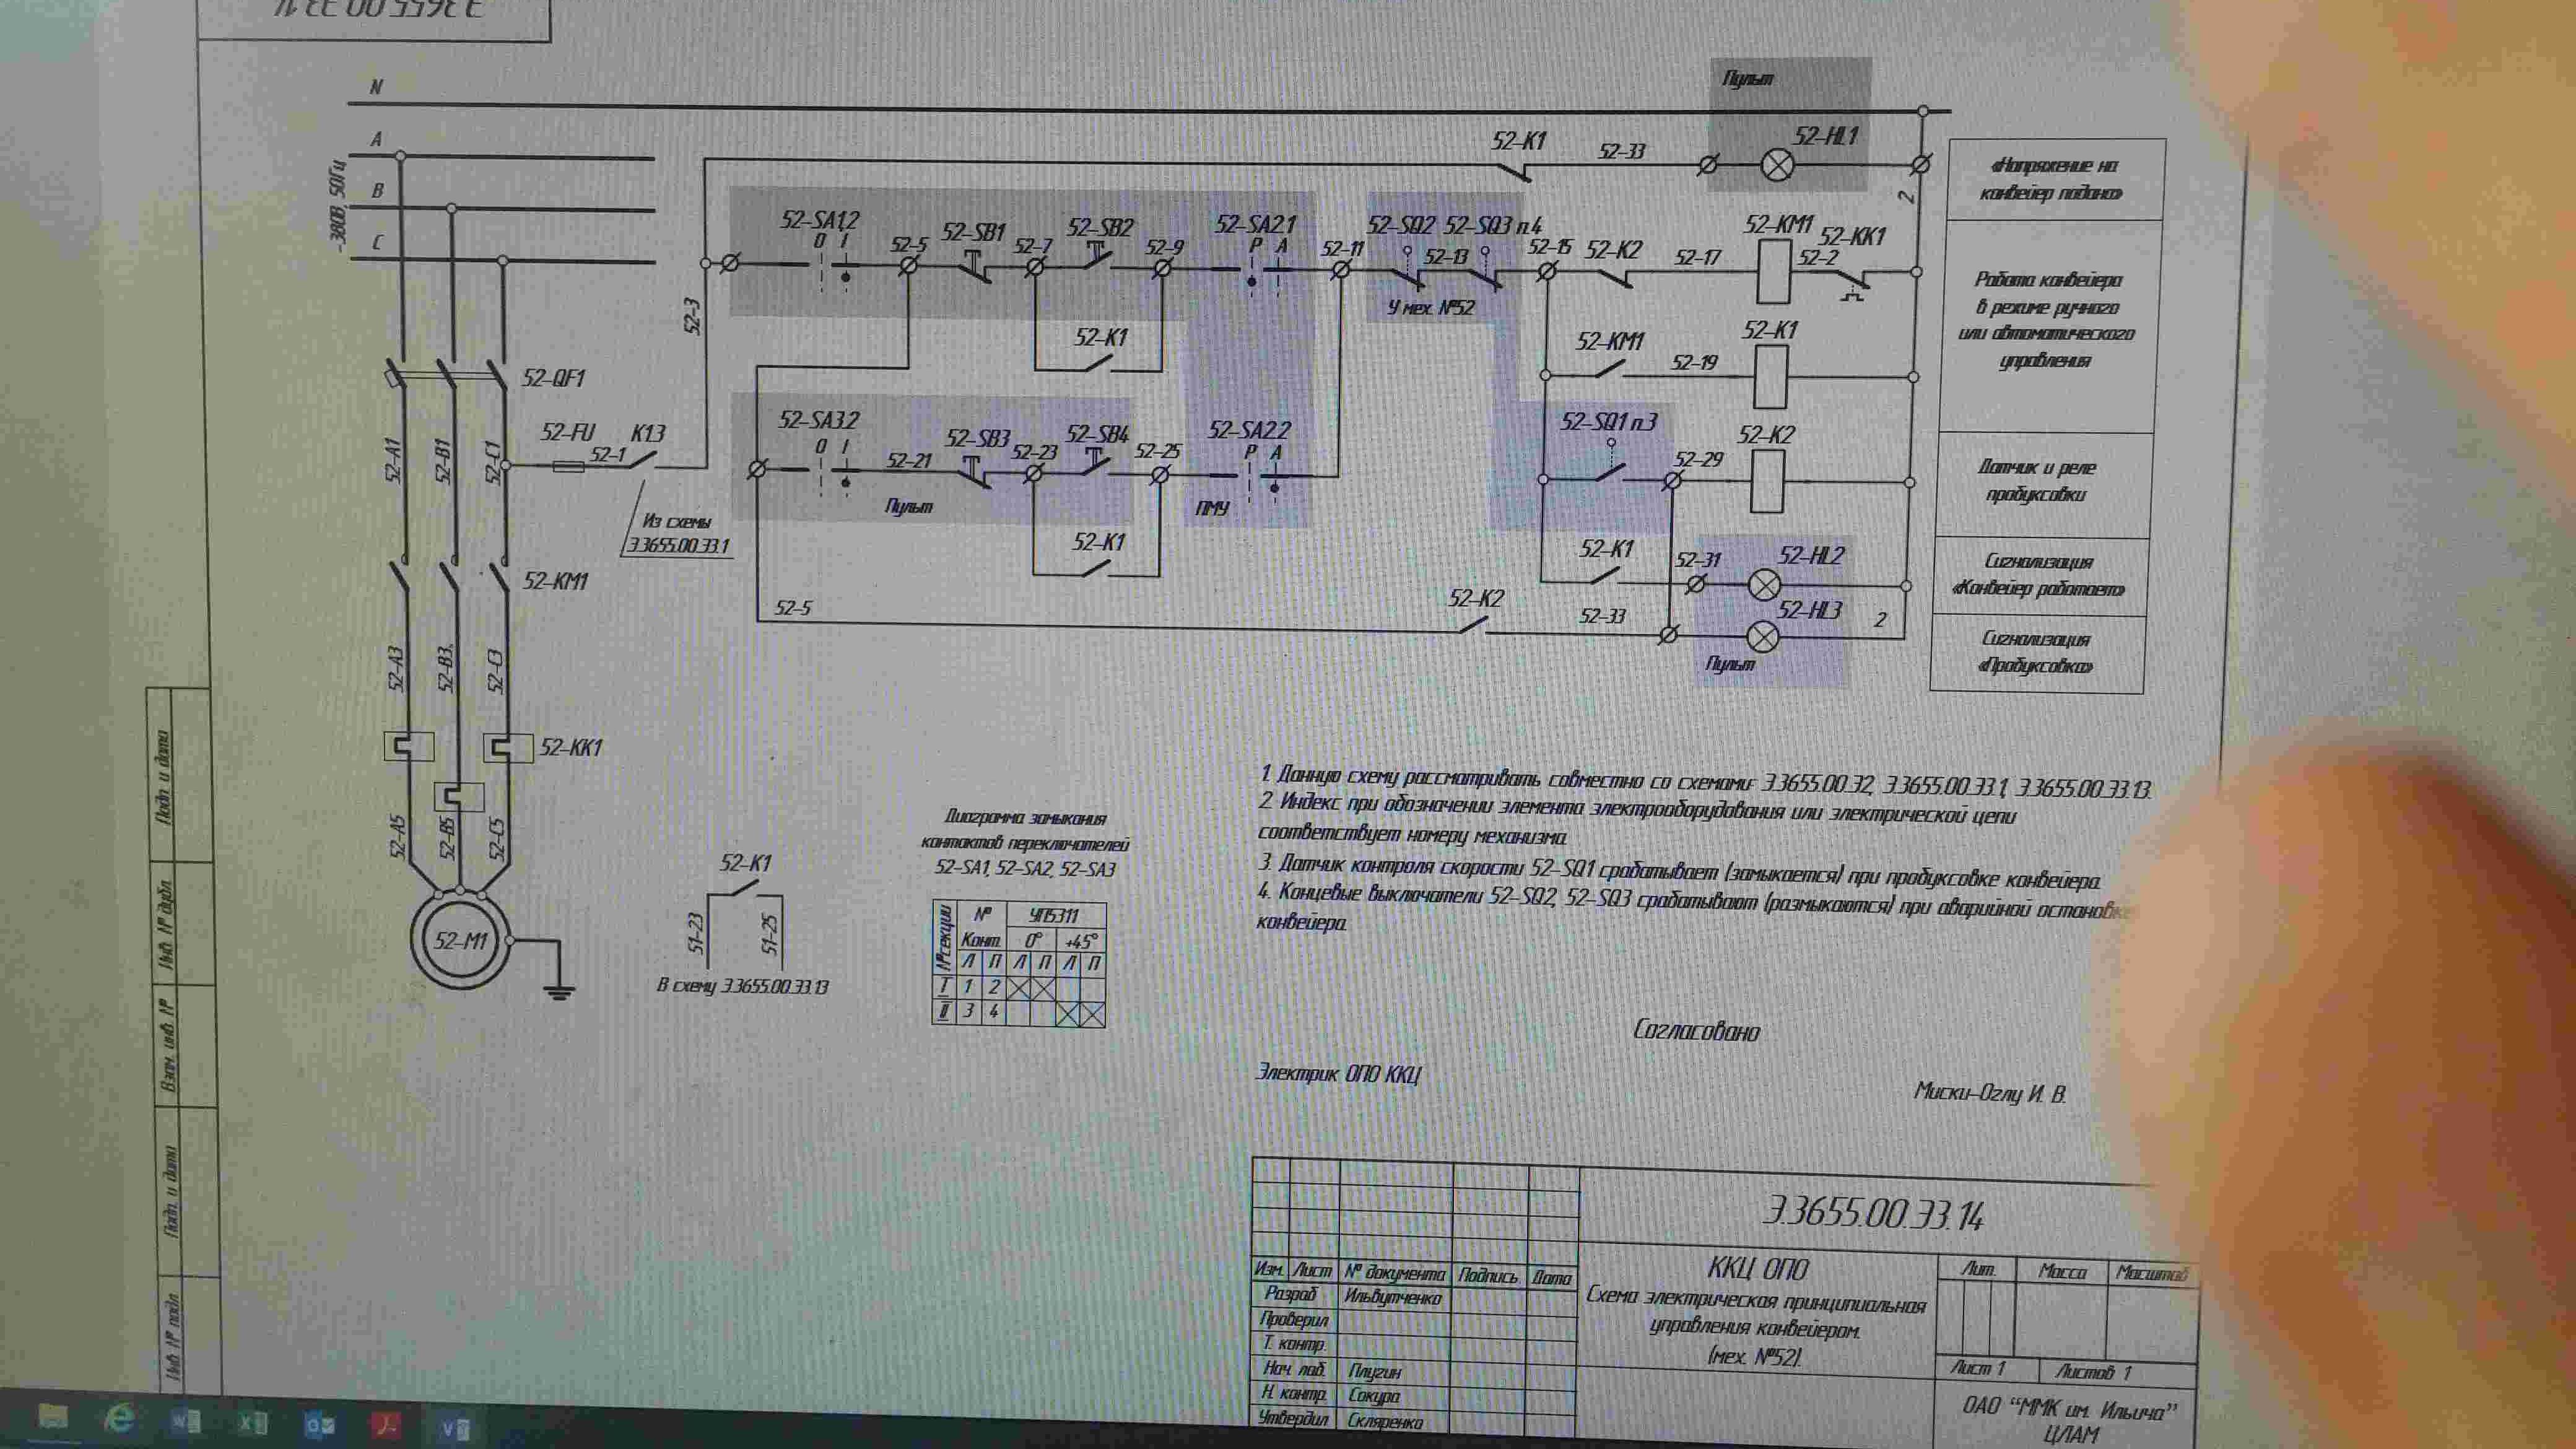 Э.3655.00.33.14
N
A
B
C
~380В, 50Гц
Пульт
52-K1
52-33
52-HL1
2
«Напряжение на
конвейер подано»
52-SA1.2
0 I
52-5
52-SB1
52-7
52-SB2
52-9
52-SA2.1
P A
52-11
52-SQ2
52-13
52-SQ3 п.4
У мех. №52
52-15
52-K2
52-17
52-KM1
52-2
52-KK1
Работа конвейера
в режиме ручного
или автоматического
управления
52-3
52-K1
52-KM1
52-19
52-K1
52-QF1
52-FU
52-1
K13
Из схемы
Э.3655.00.33.1
52-A1
52-B1
52-C1
52-SA3.2
0 I
52-21
52-SB3
52-23
52-SB4
52-25
52-SA2.2
P A
Пульт
ПМУ
52-SQ1 п.3
52-29
52-K2
Датчик и реле
пробуксовки
52-K1
52-K1
52-31
52-HL2
Сигнализация
«Конвейер работает»
52-KM1
52-5
52-K2
52-33
52-HL3
2
Пульт
Сигнализация
«Пробуксовка»
52-A3
52-B3
52-C3
52-KK1
52-A5
52-B5
52-C5
52-M1
52-K1
51-23
51-25
В схему Э.3655.00.33.13
Диаграмма замыкания
контактов переключателей
52-SA1, 52-SA2, 52-SA3
№секции
№
Конт.
УП5311
0° +45°
Л П Л П Л П
I 1 2
II 3 4
1. Данную схему рассматривать совместно со схемами: Э.3655.00.32, Э.3655.00.33.1, Э.3655.00.33.13.
2. Индекс при обозначении элемента электрооборудования или электрической цепи
соответствует номеру механизма.
3. Датчик контроля скорости 52-SQ1 срабатывает (замыкается) при пробуксовке конвейера.
4. Концевые выключатели 52-SQ2, 52-SQ3 срабатывают (размыкаются) при аварийной остановке
конвейера.
Согласовано
Электрик ОПО ККЦ
Миски-Оглу И. В.
Подп. и дата
Инв. № дубл.
Взам. инв. №
Подп. и дата
Инв. № подл.
Э.3655.00.33.14
Изм. Лист № документа Подпись Дата
Разраб Ильвутченко
Проверил
Т. контр.
Нач. лаб. Плугин
Н. контр. Сокура
Утвердил Скляренко
ККЦ ОПО
Схема электрическая принципиальная
управления конвейером.
(мех. №52).
Лит. Масса Масштаб
Лист 1 Листов 1
ОАО “ММК им. Ильича”
ЦЛАМ